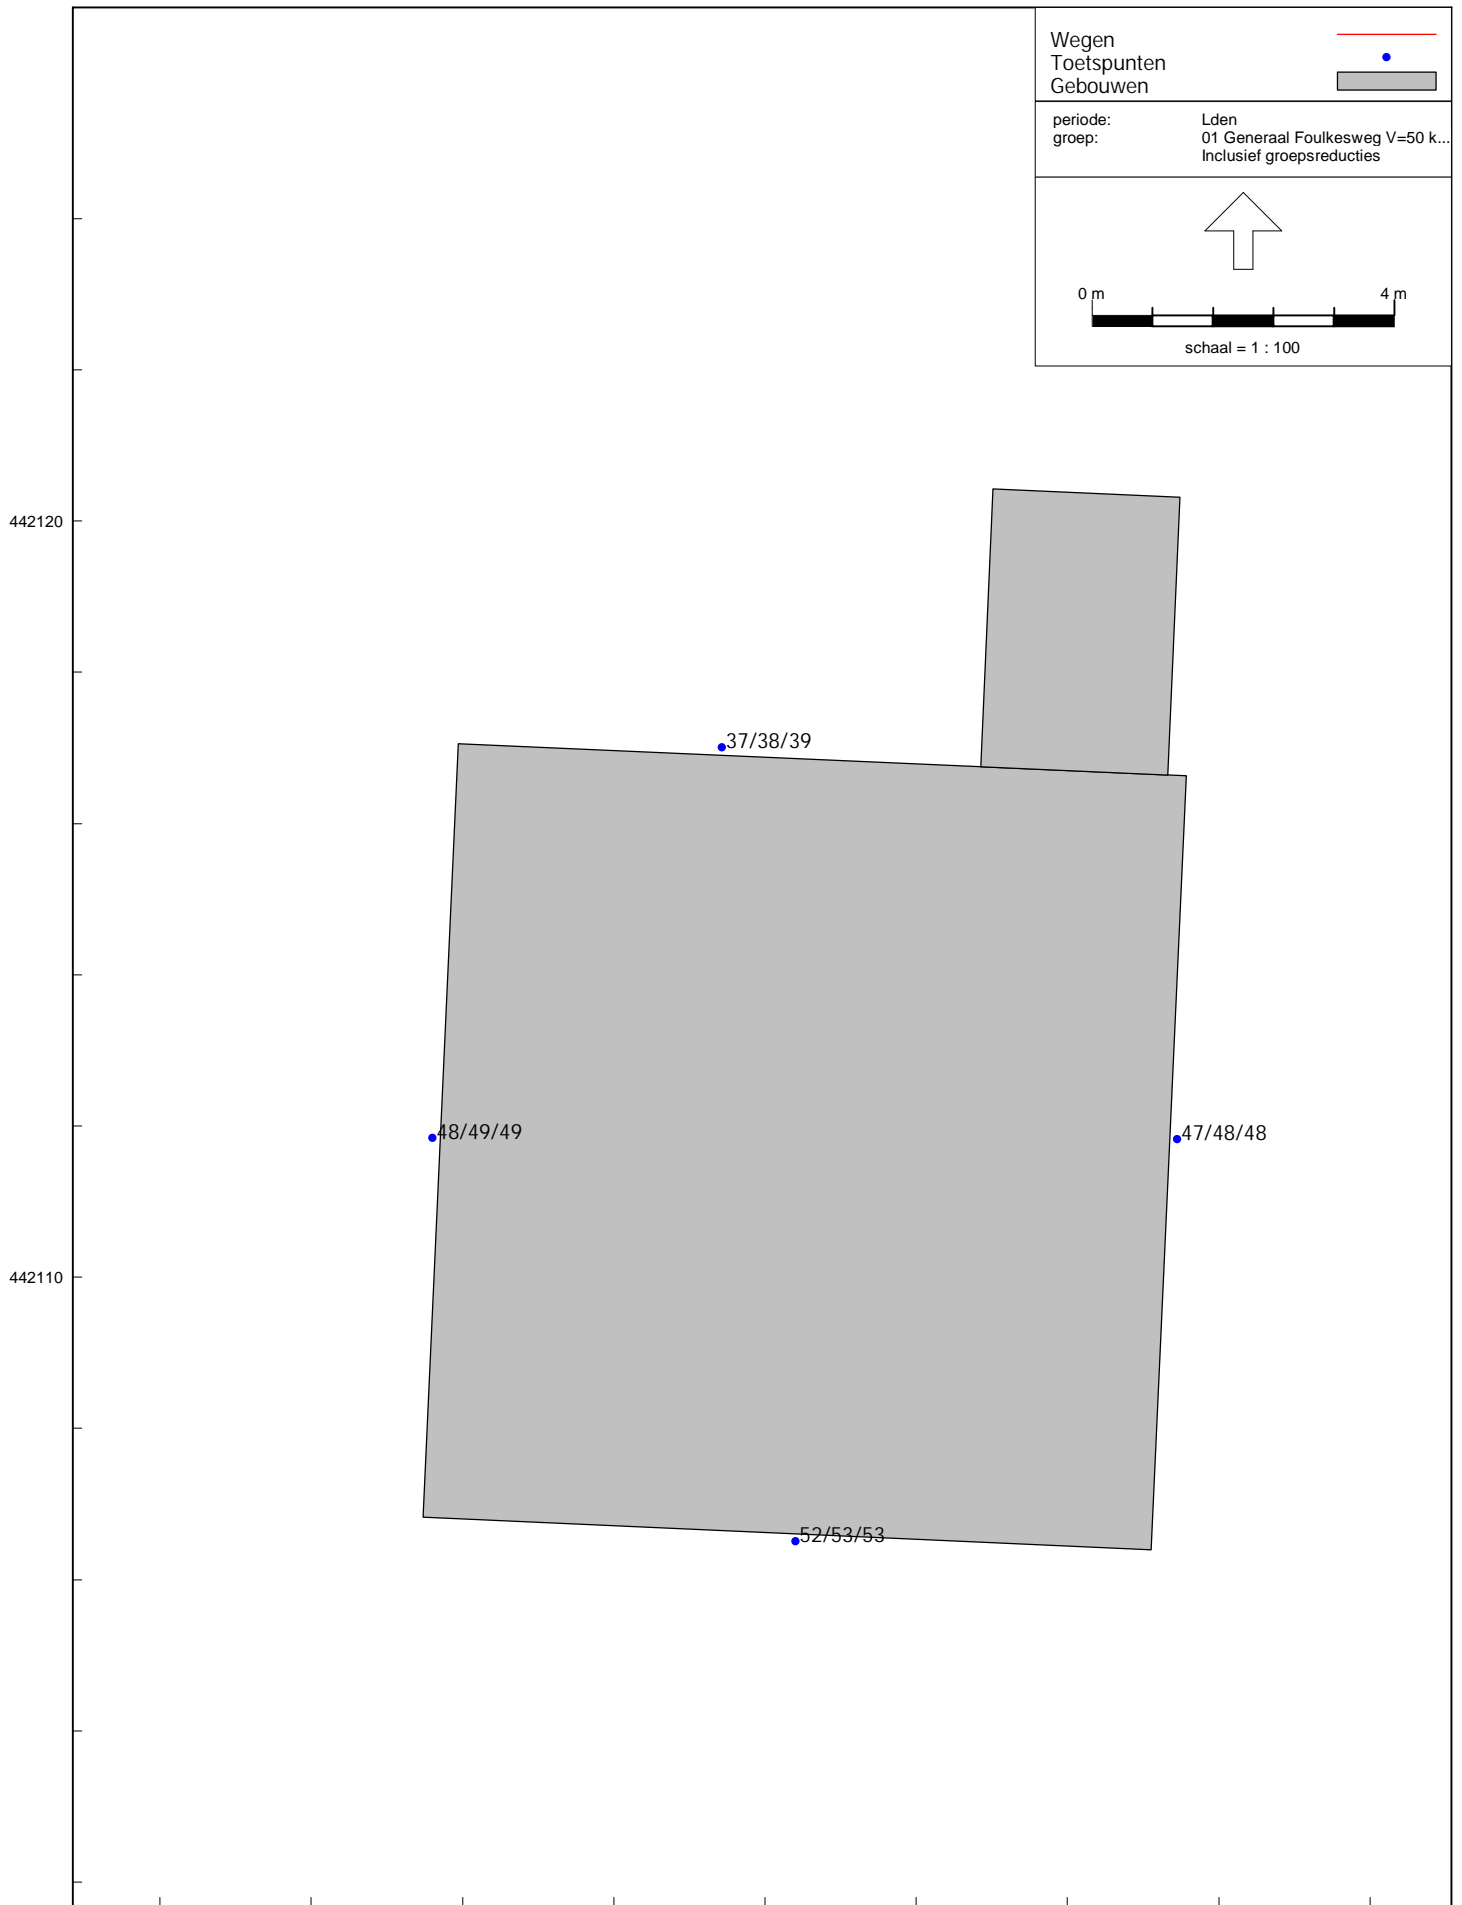 Wegen
Toetspunten
Gebouwen
periode: Lden
groep: 01 Generaal Foulkesweg V=50 k...
Inclusief groepsreducties
0 m 4 m
schaal = 1 : 100
442120
37/38/39
48/49/49
47/48/48
442110
52/53/53